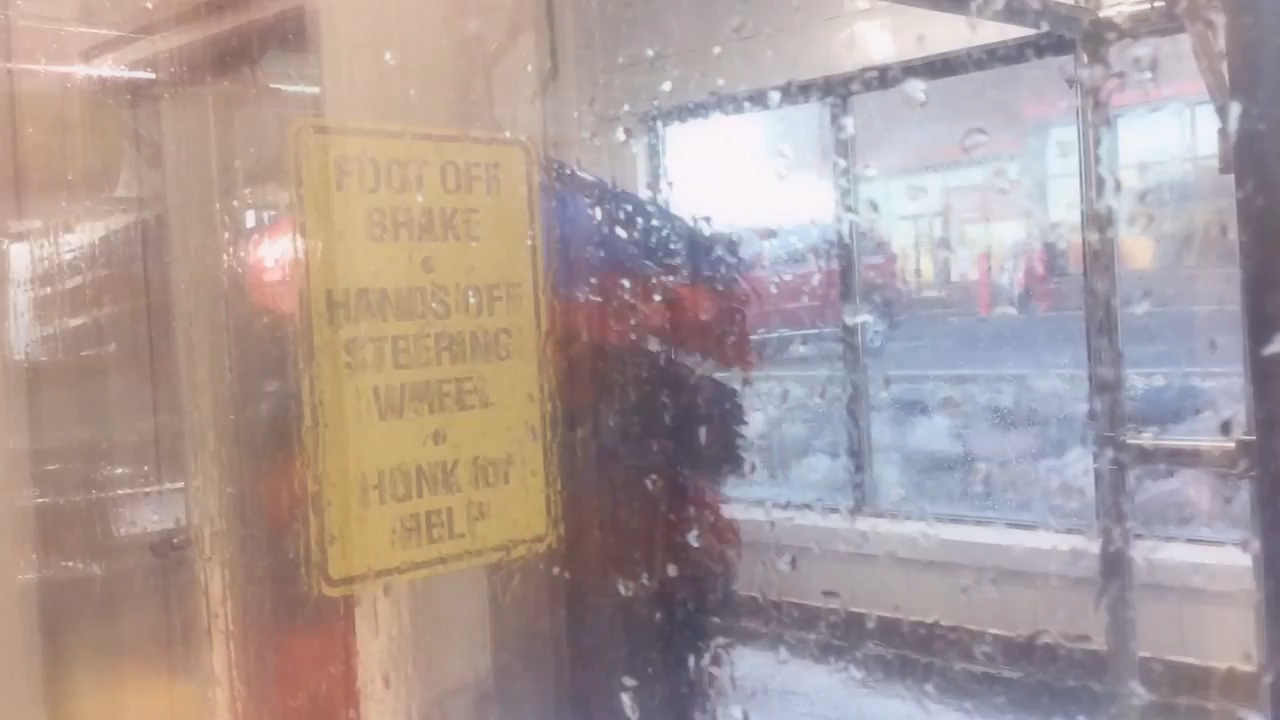 FOOT OFF
BRAKE
•
HANDS OFF
STEERING
WHEEL
•
HONK for
HELP